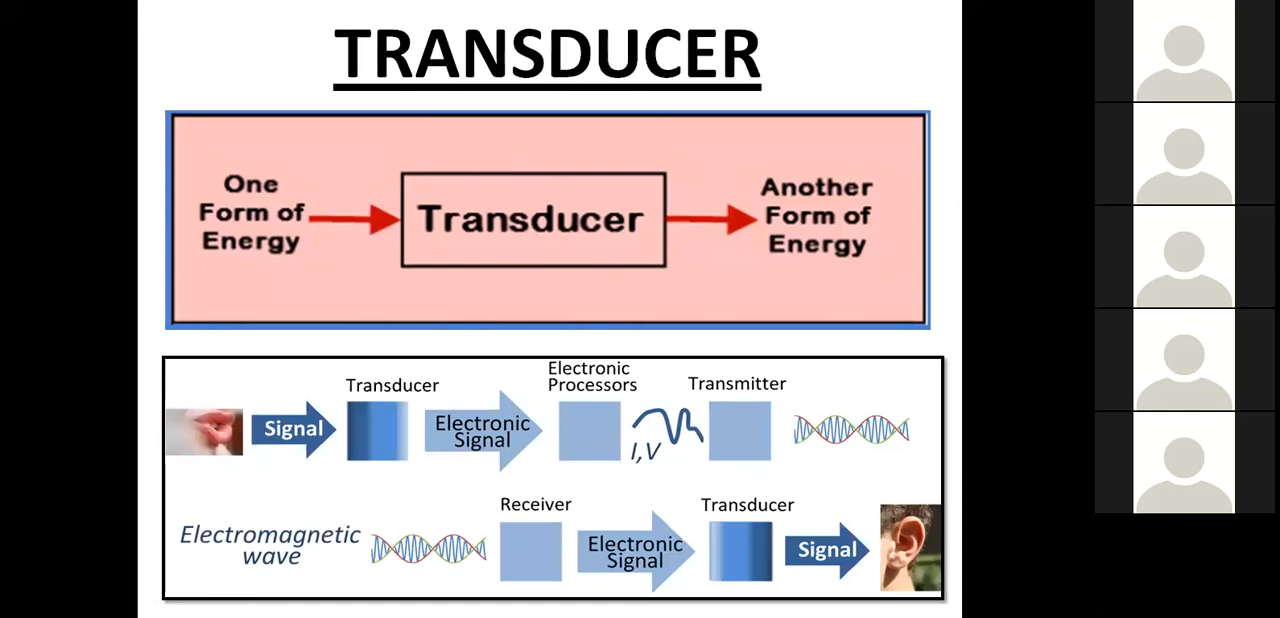 TRANSDUCER
One
Form of
Energy
Transducer
Another
Form of
Energy
Transducer
Electronic
Processors
Transmitter
Signal
Electronic
Signal
I,V
Receiver
Transducer
Electromagnetic
wave
Electronic
Signal
Signal